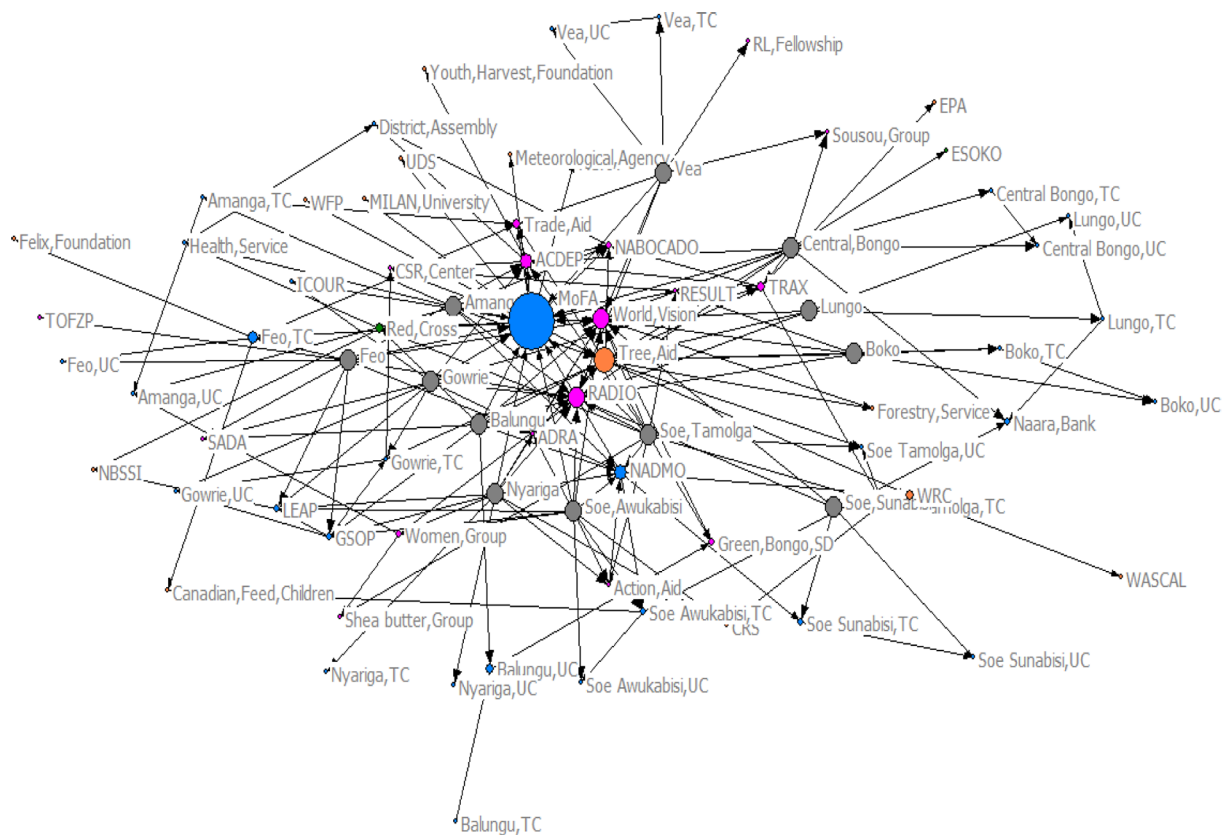 Vea,TC
Vea,UC
RL,Fellowship
Youth,Harvest,Foundation
EPA
District,Assembly
Sousou,Group
ESOKO
UDS
Meteorological,Agency
Vea
Amanga,TC
WFP
MILAN,University
Central Bongo,TC
Lungo,UC
Trade,Aid
Felix,Foundation
Health,Service
NABOCADO
Central,Bongo
Central Bongo,UC
ACDEP
CSR,Center
ICOUR
MoFA
RESULT
TRAX
Amang
World,Vision
Lungo
TOFZP
Red,Cross
Lungo,TC
Feo,TC
Feo
Tree,Aid
Boko
Boko,TC
Feo,UC
Gowrie
Amanga,UC
RADIO
Boko,UC
Forestry,Service
Naara,Bank
Balungu
SADA
ADRA
Soe,Tamolga
Soe Tamolga,UC
NBSSI
Gowrie,TC
NADMO
Gowrie,UC
Nyariga
WRC
LEAP
Soe,Awukabisi
Soe,Sunabis
molga,TC
GSOP
Women,Group
Green,Bongo,SD
WASCAL
Canadian,Feed,Children
Action,Aid
Shea butter,Group
Soe Awukabisi,TC
CRS
Soe Sunabisi,TC
Soe Sunabisi,UC
Nyariga,TC
Balungu,UC
Nyariga,UC
Soe Awukabisi,UC
Balungu,TC